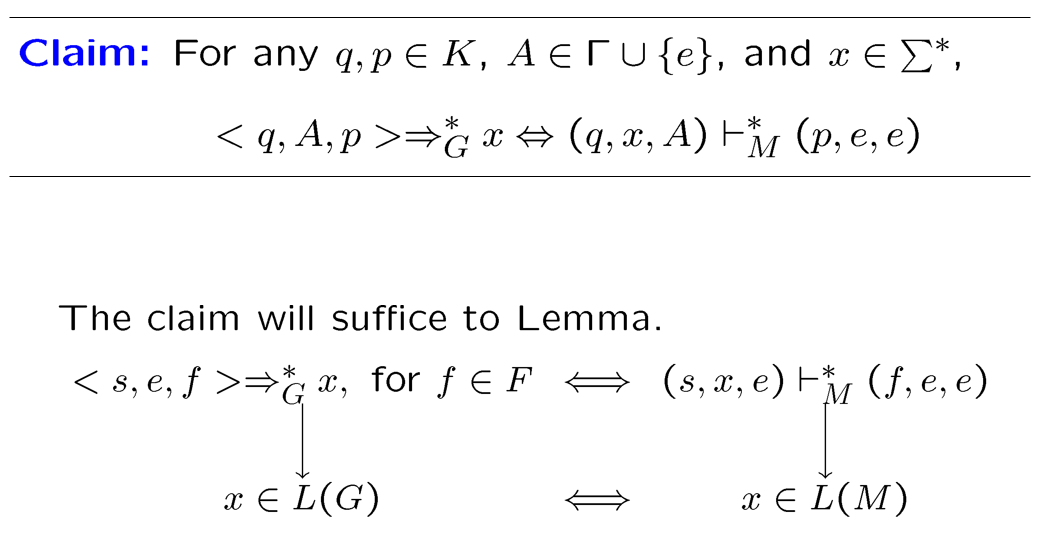 Claim: For any q, p ∈ K, A ∈ Γ ∪ {e}, and x ∈ Σ*,
< q, A, p >⇒*_G x ⇔ (q, x, A) ⊢*_M (p, e, e)
The claim will suffice to Lemma.
< s, e, f >⇒*_G x, for f ∈ F ⟺ (s, x, e) ⊢*_M (f, e, e)
x ∈ L(G) ⟺ x ∈ L(M)